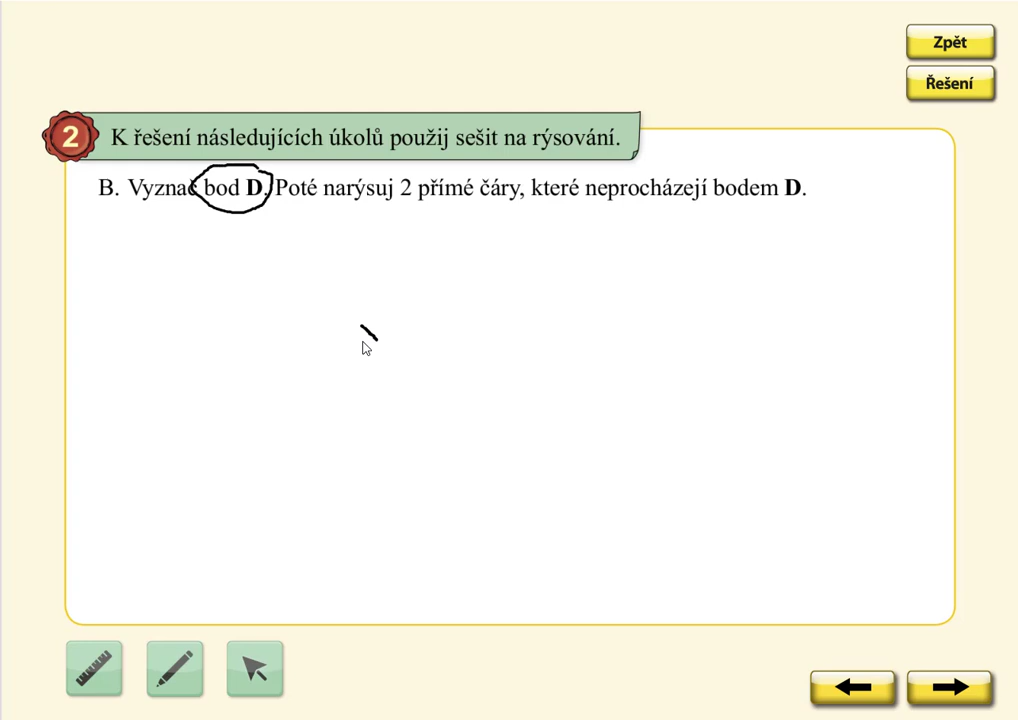 Zpět
Řešení
2 K řešení následujících úkolů použij sešit na rýsování.
B. Vyznač bod D. Poté narýsuj 2 přímé čáry, které neprocházejí bodem D.